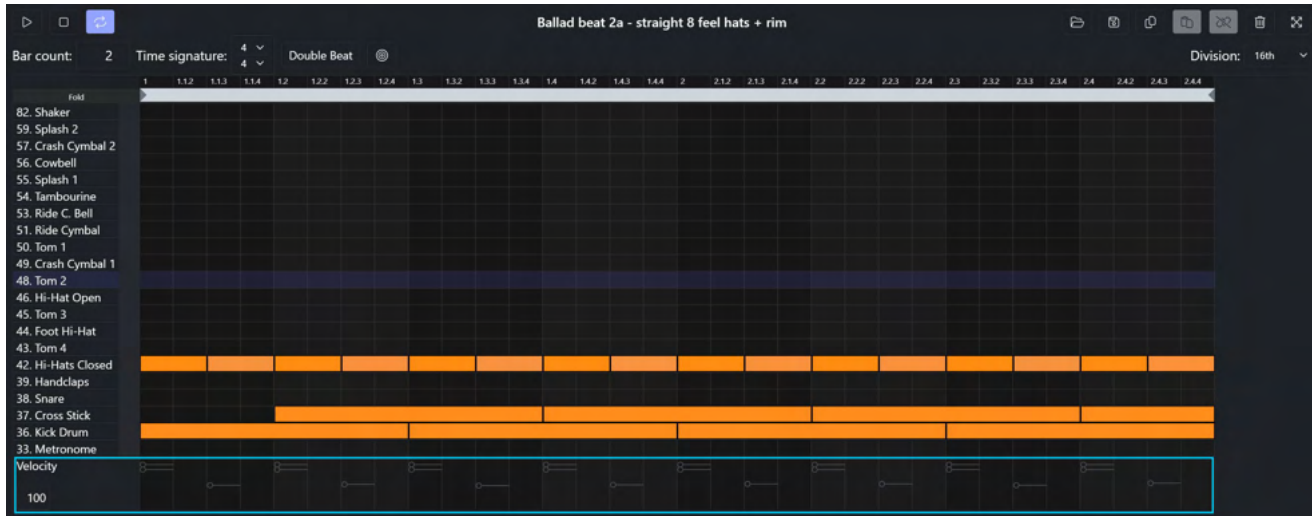 Ballad beat 2a - straight 8 feel hats + rim
Bar count: 2 Time signature: 4 4 Double Beat Division: 16th
1 1.1.2 1.1.3 1.1.4 1.2 1.2.2 1.2.3 1.2.4 1.3 1.3.2 1.3.3 1.3.4 1.4 1.4.2 1.4.3 1.4.4 2 2.1.2 2.1.3 2.1.4 2.2 2.2.2 2.2.3 2.2.4 2.3 2.3.2 2.3.3 2.3.4 2.4 2.4.2 2.4.3 2.4.4
Fold
82. Shaker
59. Splash 2
57. Crash Cymbal 2
56. Cowbell
55. Splash 1
54. Tambourine
53. Ride C. Bell
51. Ride Cymbal
50. Tom 1
49. Crash Cymbal 1
48. Tom 2
46. Hi-Hat Open
45. Tom 3
44. Foot Hi-Hat
43. Tom 4
42. Hi-Hats Closed
39. Handclaps
38. Snare
37. Cross Stick
36. Kick Drum
33. Metronome
Velocity
100